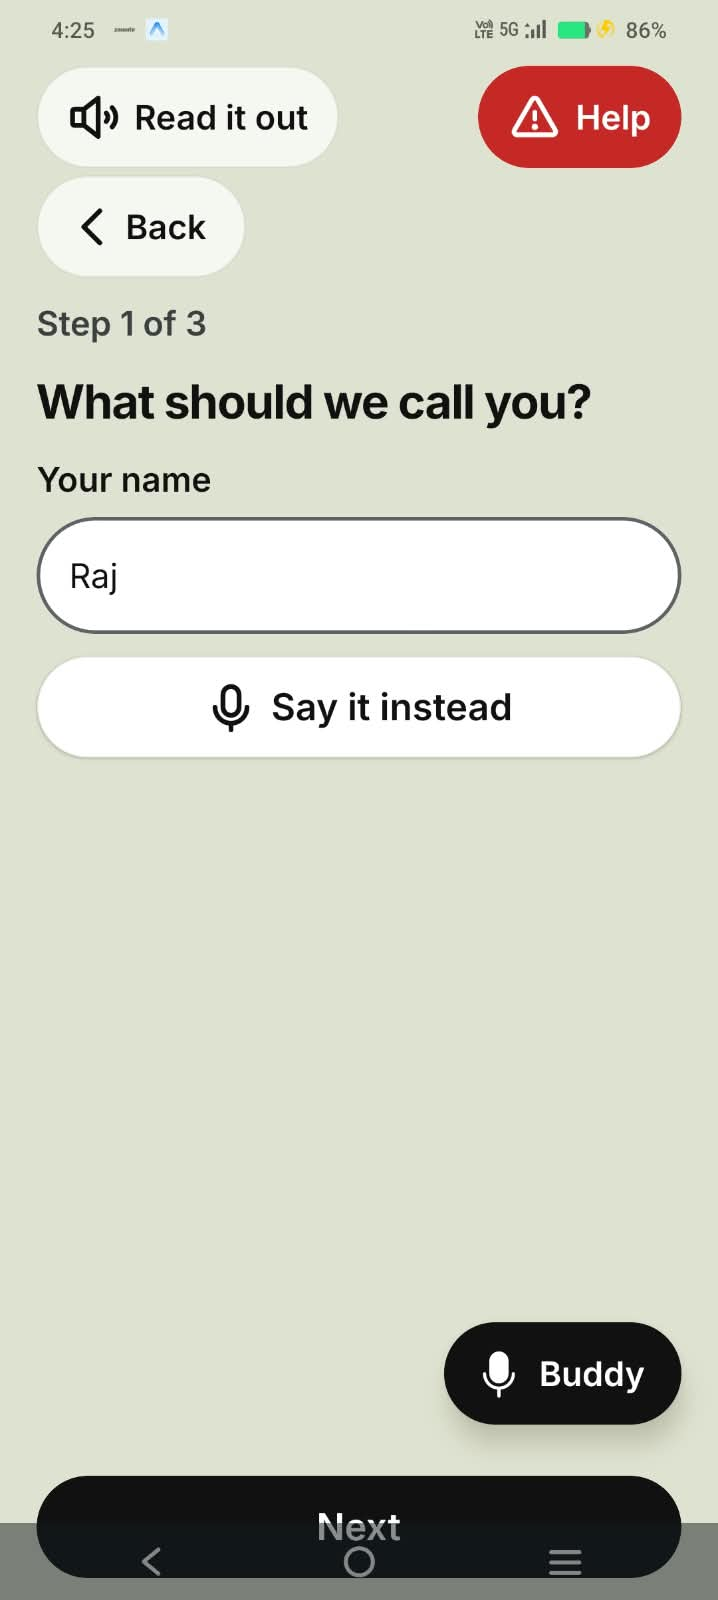 4:25
VoLTE 5G 86%
Read it out
Help
Back
Step 1 of 3
What should we call you?
Your name
Raj
Say it instead
Buddy
Next